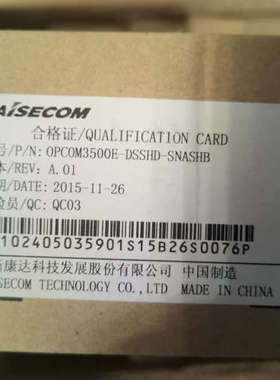 AISECOM
合格证/QUALIFICATION CARD
号/P/N: OPCOM3500E-DSSHD-SNASHB
本/REV: A.01
期/DATE: 2015-11-26
验员/QC: QC03
102405035901S15B26S0076P
斯康达科技发展股份有限公司 中国制造
SECOM TECHNOLOGY CO.,LTD MADE IN CHINA